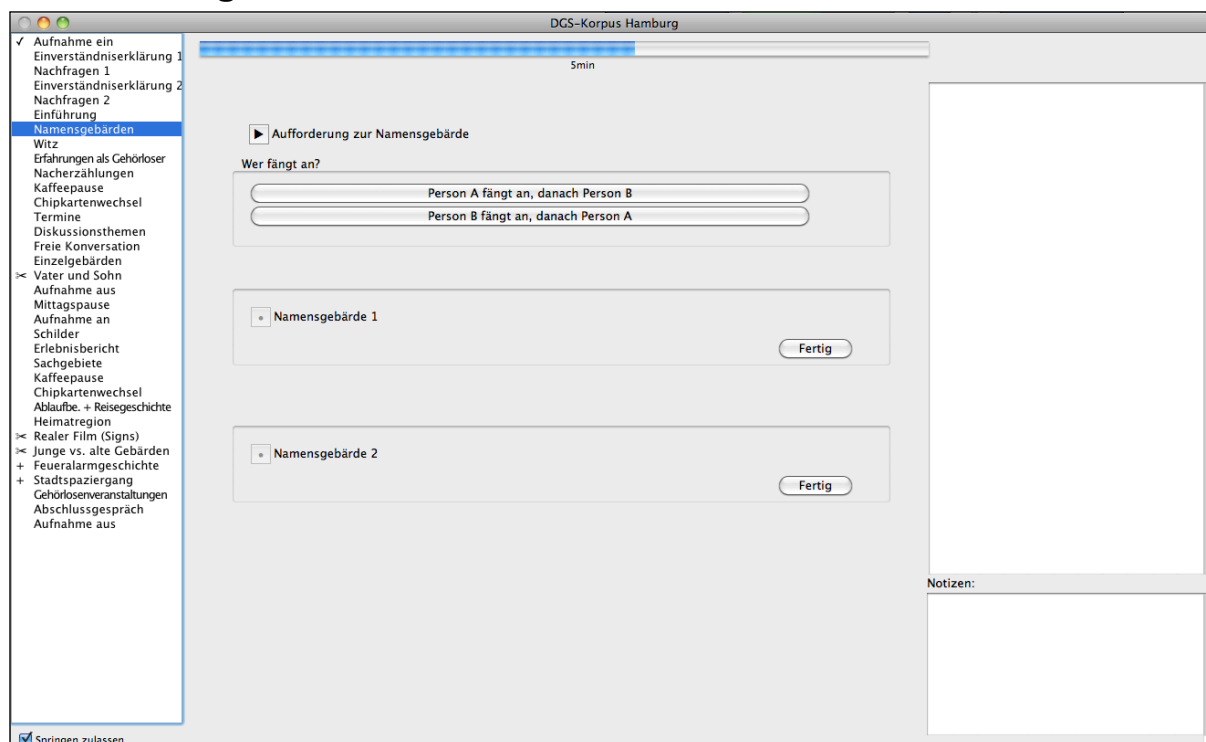 DGS-Korpus Hamburg
✓ Aufnahme ein
Einverständniserklärung 1
Nachfragen 1
Einverständniserklärung 2
Nachfragen 2
Einführung
Namensgebärden
Witz
Erfahrungen als Gehörloser
Nacherzählungen
Kaffeepause
Chipkartenwechsel
Termine
Diskussionsthemen
Freie Konversation
Einzelgebärden
✂ Vater und Sohn
Aufnahme aus
Mittagspause
Aufnahme an
Schilder
Erlebnisbericht
Sachgebiete
Kaffeepause
Chipkartenwechsel
Ablaufbe. + Reisegeschichte
Heimatregion
✂ Realer Film (Signs)
✂ Junge vs. alte Gebärden
+ Feueralarmgeschichte
+ Stadtspaziergang
Gehörlosenveranstaltungen
Abschlussgespräch
Aufnahme aus
Springen zulassen
5min
Aufforderung zur Namensgebärde
Wer fängt an?
Person A fängt an, danach Person B
Person B fängt an, danach Person A
Namensgebärde 1
Fertig
Namensgebärde 2
Fertig
Notizen: